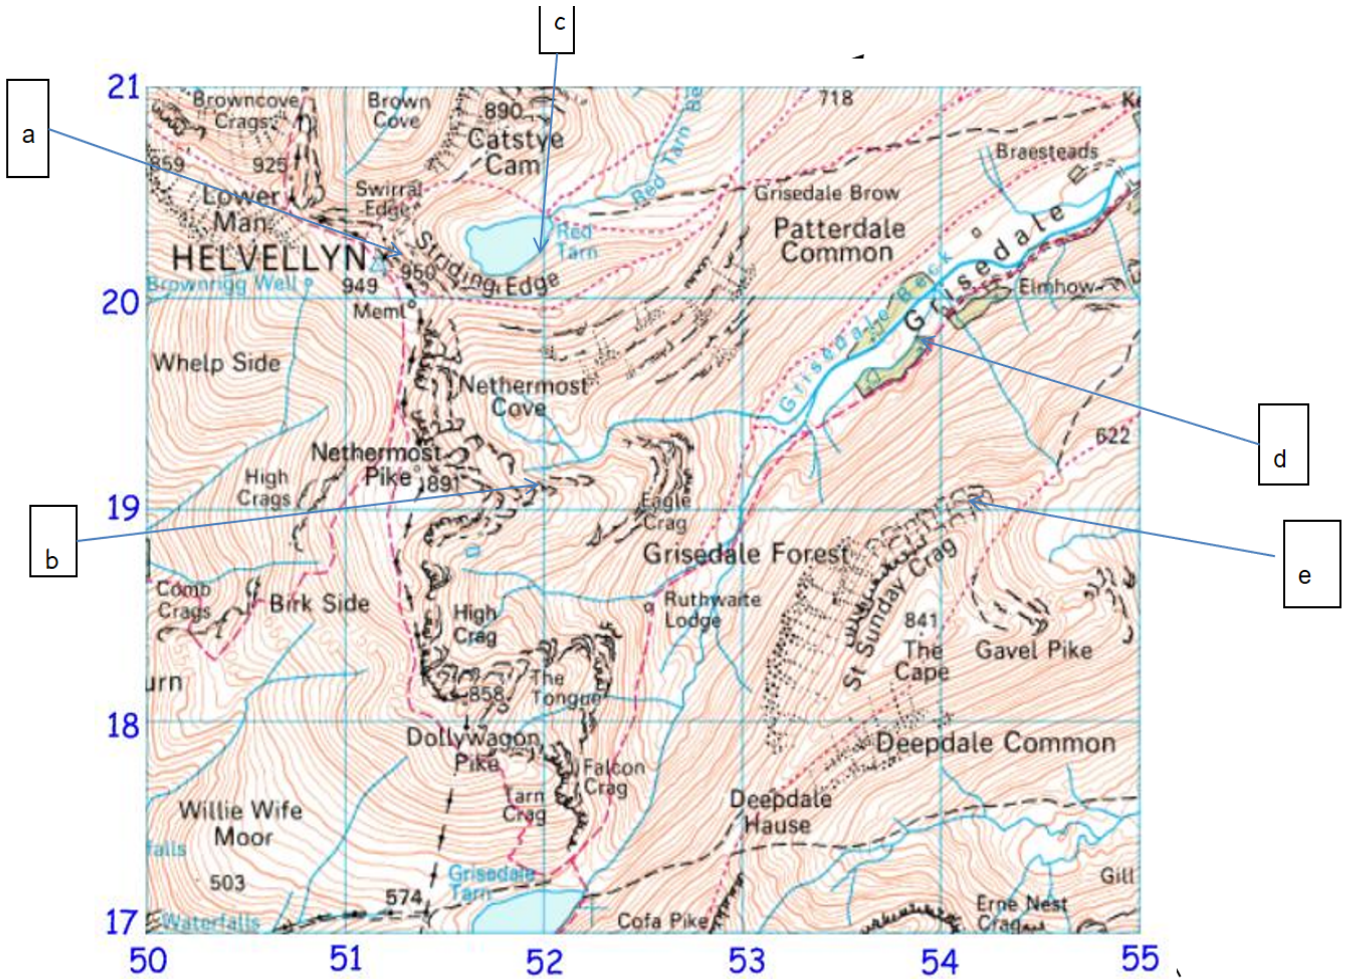 c
21
Browncove
Crags
Brown
Cove
890
Catstye
Cam
718
Ke
a
859
925
Lower
Man
Swirral
Edge
Red Tarn Be
Braesteads
Grisedale Brow
Patterdale
Common
Red
Tarn
HELVELLYN
950
949
Striding Edge
Brownrigg Well
20
Meml
Grisedale Beck
Grisedale
Elmhow
Whelp Side
Nethermost
Cove
d
622
Nethermost
Pike
891
High
Crags
19
Eagle
Crag
b
Grisedale Forest
e
Comb
Crags
Birk Side
High
Crag
Ruthwaite
Lodge
St Sunday Crag
841
The
Cape
Gavel Pike
urn
858
The
Tongue
18
Dollywagon
Pike
Deepdale Common
Falcon
Crag
Tarn
Crag
Deepdale
Hause
Willie Wife
Moor
falls
503
Grisedale
Tarn
574
Gill
Waterfalls
Cofa Pike
Erne Nest
Crag
17
50 51 52 53 54 55